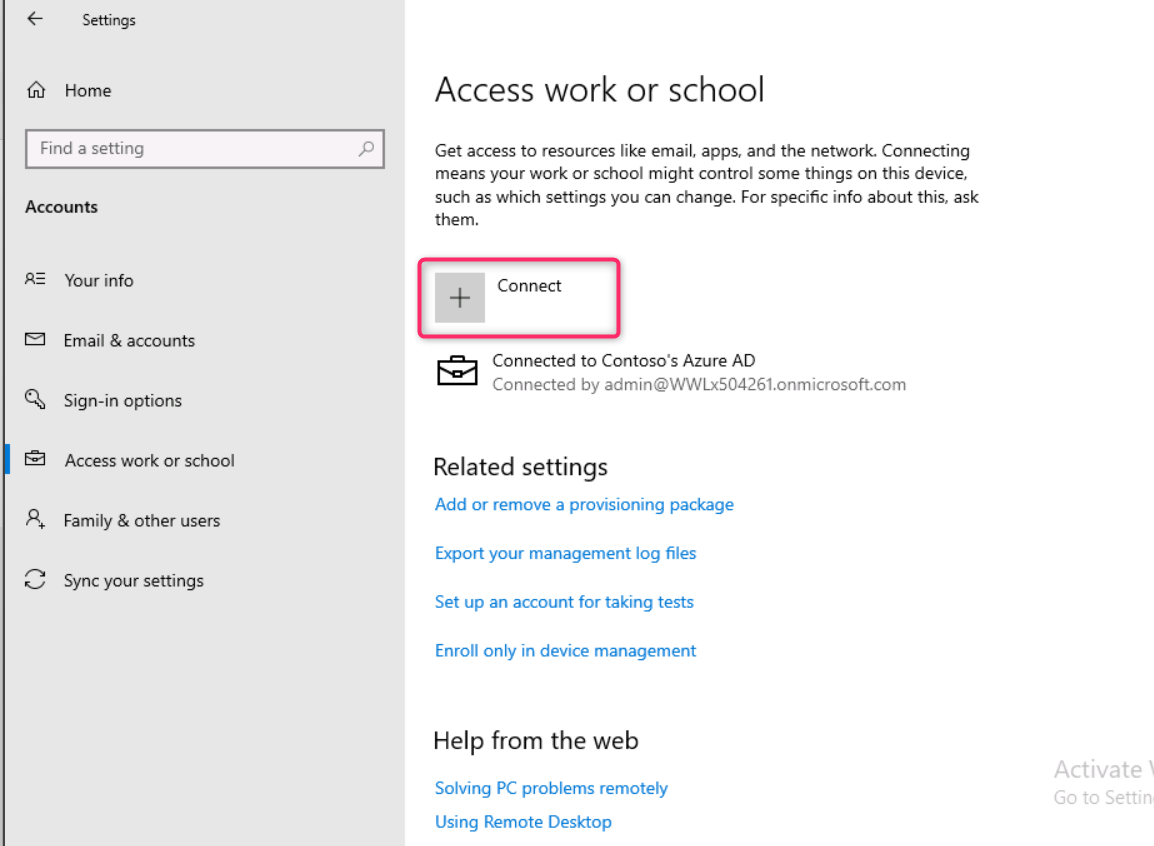 Settings
Home
Find a setting
Accounts
Your info
Email & accounts
Sign-in options
Access work or school
Family & other users
Sync your settings
Access work or school
Get access to resources like email, apps, and the network. Connecting
means your work or school might control some things on this device,
such as which settings you can change. For specific info about this, ask
them.
Connect
Connected to Contoso's Azure AD
Connected by admin@WWLx504261.onmicrosoft.com
Related settings
Add or remove a provisioning package
Export your management log files
Set up an account for taking tests
Enroll only in device management
Help from the web
Solving PC problems remotely
Using Remote Desktop
Activate
Go to